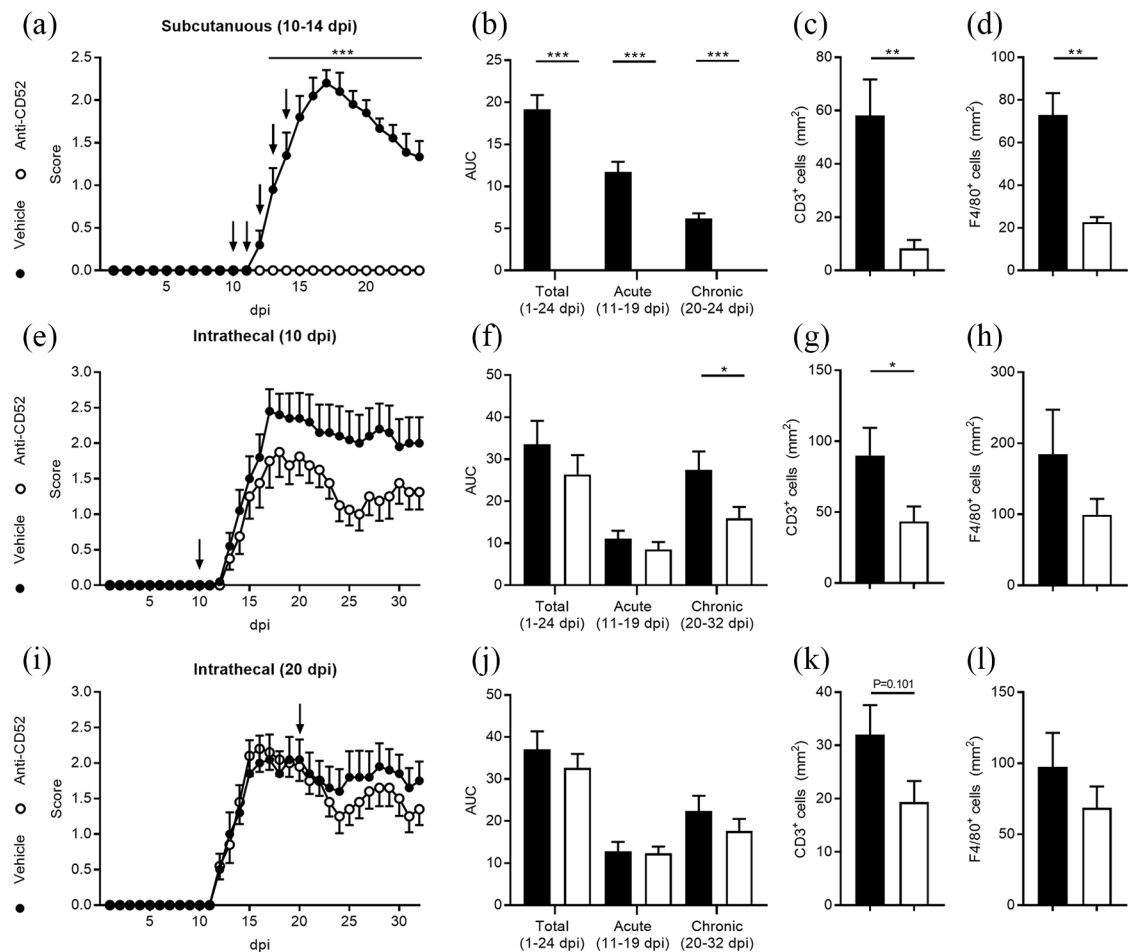 (a)
Subcutanuous (10-14 dpi)
● Vehicle ○ Anti-CD52
Score
2.5
2.0
1.5
1.0
0.5
0.0
***
5 10 15 20
dpi
(b)
AUC
25
20
15
10
5
0
*** *** ***
Total Acute Chronic
(1-24 dpi) (11-19 dpi) (20-24 dpi)
(c)
CD3+ cells (mm²)
80
60
40
20
0
**
(d)
F4/80+ cells (mm²)
100
80
60
40
20
0
**
(e)
Intrathecal (10 dpi)
● Vehicle ○ Anti-CD52
Score
3.0
2.5
2.0
1.5
1.0
0.5
0.0
5 10 15 20 25 30
dpi
(f)
AUC
50
40
30
20
10
0
*
Total Acute Chronic
(1-24 dpi) (11-19 dpi) (20-32 dpi)
(g)
CD3+ cells (mm²)
150
100
50
0
*
(h)
F4/80+ cells (mm²)
300
200
100
0
(i)
Intrathecal (20 dpi)
● Vehicle ○ Anti-CD52
Score
3.0
2.5
2.0
1.5
1.0
0.5
0.0
5 10 15 20 25 30
dpi
(j)
AUC
50
40
30
20
10
0
Total Acute Chronic
(1-24 dpi) (11-19 dpi) (20-32 dpi)
(k)
CD3+ cells (mm²)
40
30
20
10
0
P=0.101
(l)
F4/80+ cells (mm²)
150
100
50
0